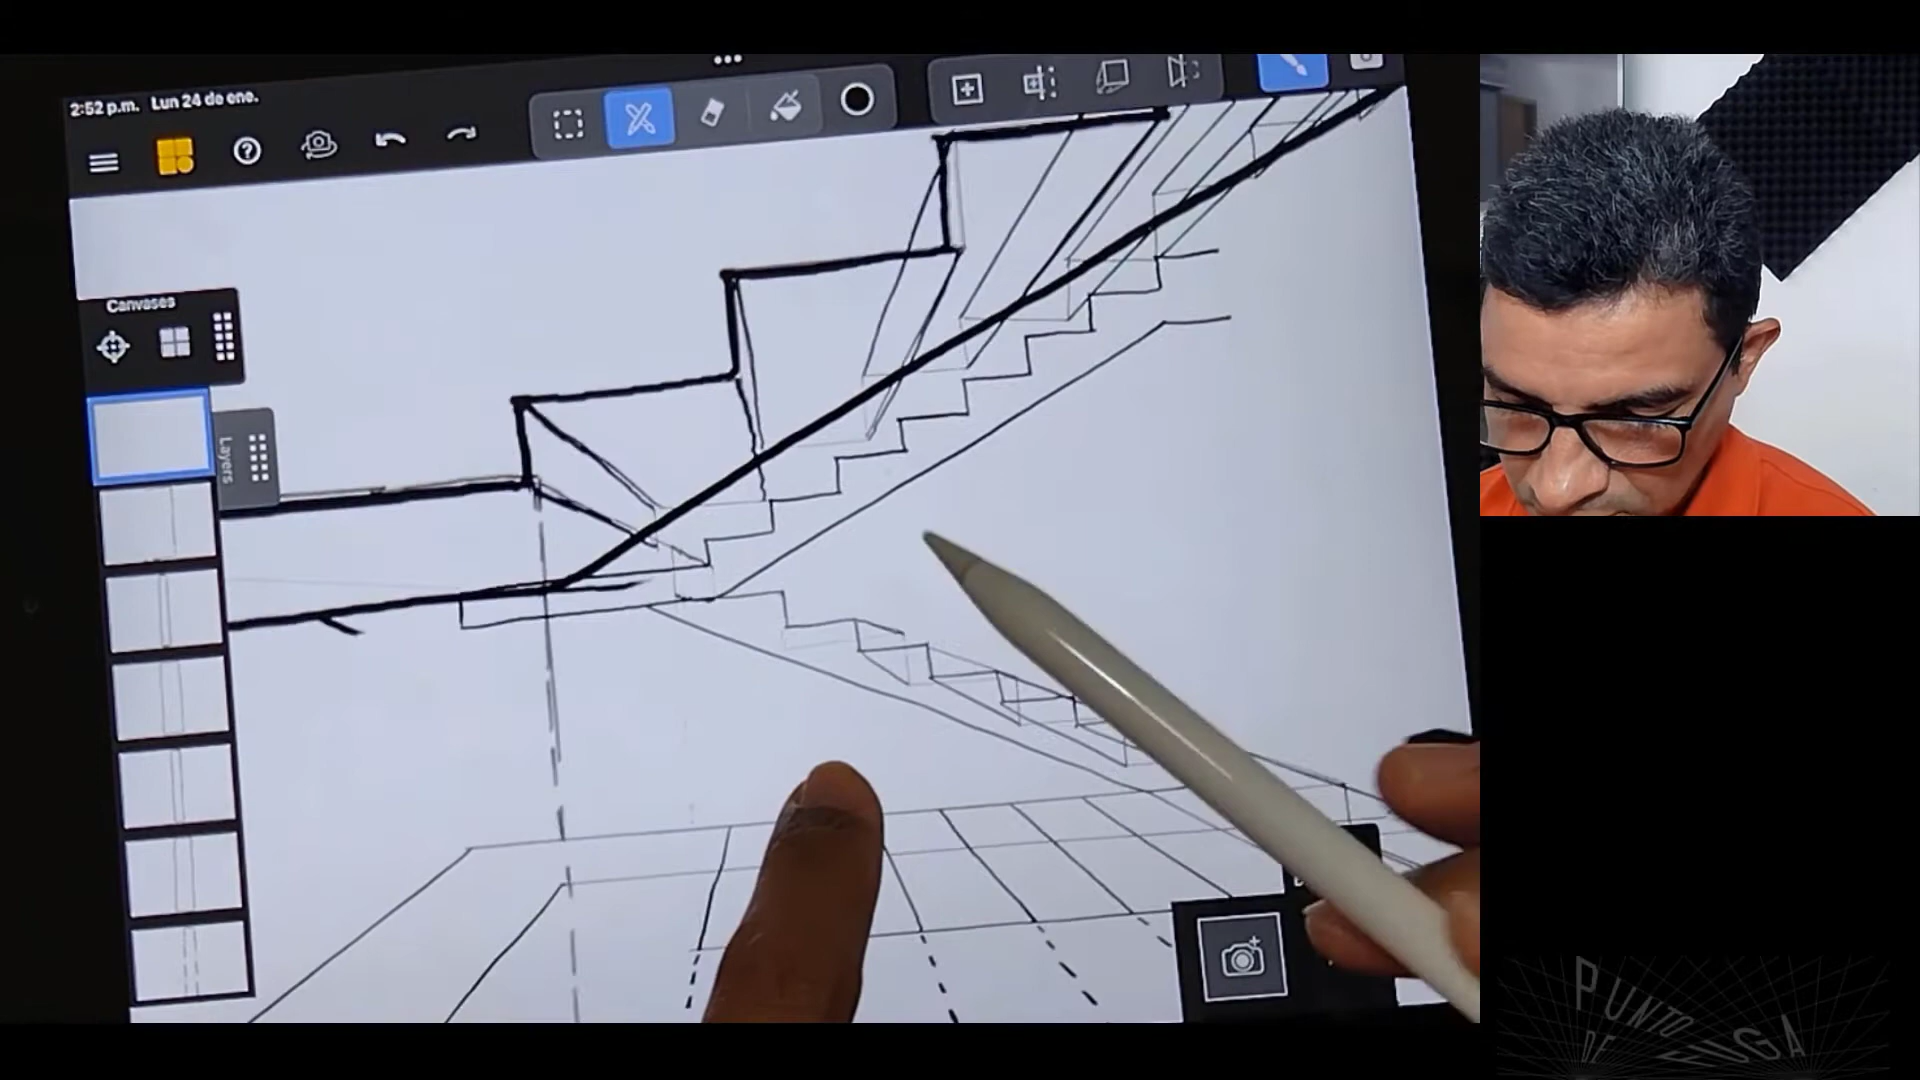 2:52 p.m. Lun 24 de ene.
Canvases
Layers
PUNTO
DE FUGA